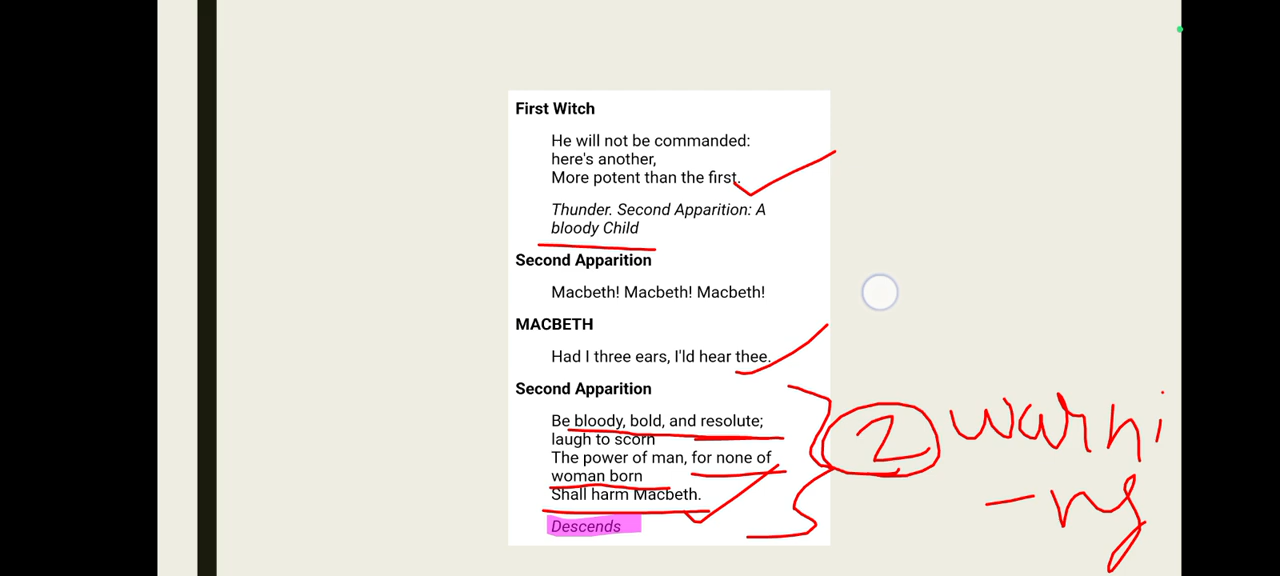 First Witch
He will not be commanded:
here's another,
More potent than the first.
Thunder. Second Apparition: A
bloody Child
Second Apparition
Macbeth! Macbeth! Macbeth!
MACBETH
Had I three ears, I'ld hear thee.
Second Apparition
Be bloody, bold, and resolute;
laugh to scorn
The power of man, for none of
woman born
Shall harm Macbeth.
Descends
2 warni
-ng